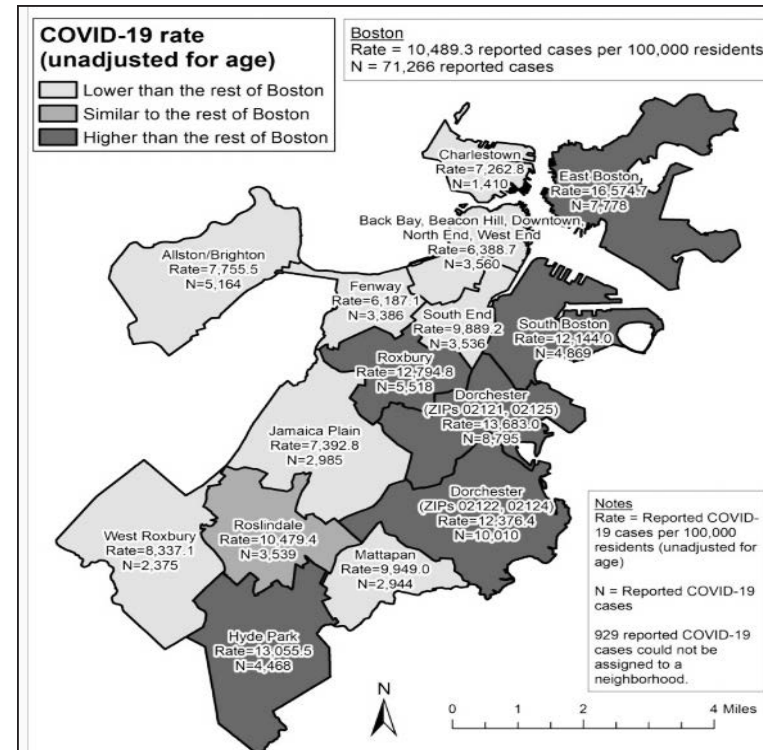 COVID-19 rate
(unadjusted for age)
Lower than the rest of Boston
Similar to the rest of Boston
Higher than the rest of Boston
Boston
Rate = 10,489.3 reported cases per 100,000 residents
N = 71,266 reported cases
Charlestown
Rate=7,262.8
N=1,410
East Boston
Rate=16,574.7
N=7,778
Back Bay, Beacon Hill, Downtown,
North End, West End
Rate=6,388.7
N=3,560
Allston/Brighton
Rate=7,755.5
N=5,164
Fenway
Rate=6,187.1
N=3,386
South End
Rate=9,889.2
N=3,536
South Boston
Rate=12,144.0
N=4,869
Roxbury
Rate=12,794.8
N=5,518
Dorchester
(ZIPs 02121, 02125)
Rate=13,683.0
N=8,795
Jamaica Plain
Rate=7,392.8
N=2,985
Dorchester
(ZIPs 02122, 02124)
Rate=12,376.4
N=10,010
West Roxbury
Rate=8,337.1
N=2,375
Roslindale
Rate=10,479.4
N=3,539
Mattapan
Rate=9,949.0
N=2,944
Hyde Park
Rate=13,055.5
N=4,468
Notes
Rate = Reported COVID-
19 cases per 100,000
residents (unadjusted for
age)
N = Reported COVID-19
cases
929 reported COVID-19
cases could not be
assigned to a
neighborhood.
N
0 1 2 4 Miles